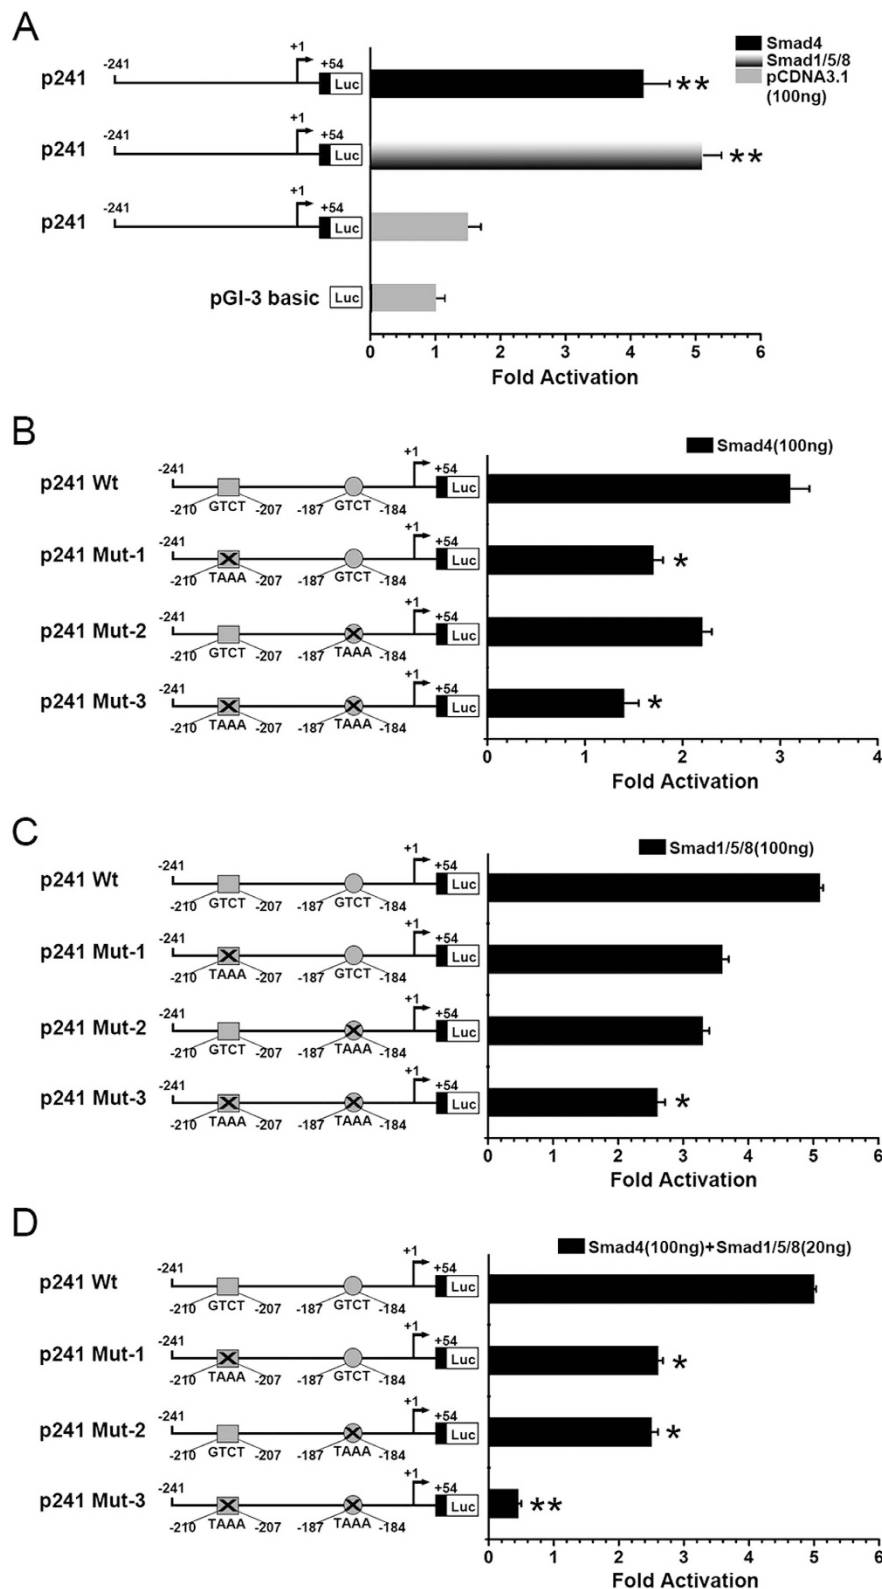 A
Smad4
Smad1/5/8
pCDNA3.1
(100ng)
p241 -241 +1 +54 Luc **
p241 -241 +1 +54 Luc **
p241 -241 +1 +54 Luc
pGl-3 basic Luc
0 1 2 3 4 5 6
Fold Activation
B
Smad4(100ng)
p241 Wt -241 +1 +54 Luc
-210 GTCT -207 -187 GTCT -184
p241 Mut-1 -241 +1 +54 Luc *
-210 TAAA -207 -187 GTCT -184
p241 Mut-2 -241 +1 +54 Luc
-210 GTCT -207 -187 TAAA -184
p241 Mut-3 -241 +1 +54 Luc *
-210 TAAA -207 -187 TAAA -184
0 1 2 3 4
Fold Activation
C
Smad1/5/8(100ng)
p241 Wt -241 +1 +54 Luc
-210 GTCT -207 -187 GTCT -184
p241 Mut-1 -241 +1 +54 Luc
-210 TAAA -207 -187 GTCT -184
p241 Mut-2 -241 +1 +54 Luc
-210 GTCT -207 -187 TAAA -184
p241 Mut-3 -241 +1 +54 Luc *
-210 TAAA -207 -187 TAAA -184
0 1 2 3 4 5 6
Fold Activation
D
Smad4(100ng)+Smad1/5/8(20ng)
p241 Wt -241 +1 +54 Luc
-210 GTCT -207 -187 GTCT -184
p241 Mut-1 -241 +1 +54 Luc *
-210 TAAA -207 -187 GTCT -184
p241 Mut-2 -241 +1 +54 Luc *
-210 GTCT -207 -187 TAAA -184
p241 Mut-3 -241 +1 +54 Luc **
-210 TAAA -207 -187 TAAA -184
0 1 2 3 4 5 6
Fold Activation